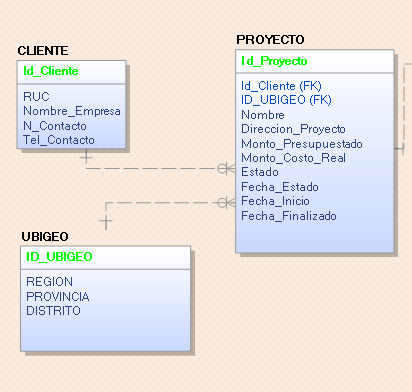 CLIENTE
Id_Cliente
RUC
Nombre_Empresa
N_Contacto
Tel_Contacto
PROYECTO
Id_Proyecto
Id_Cliente (FK)
ID_UBIGEO (FK)
Nombre
Direccion_Proyecto
Monto_Presupuestado
Monto_Costo_Real
Estado
Fecha_Estado
Fecha_Inicio
Fecha_Finalizado
UBIGEO
ID_UBIGEO
REGION
PROVINCIA
DISTRITO